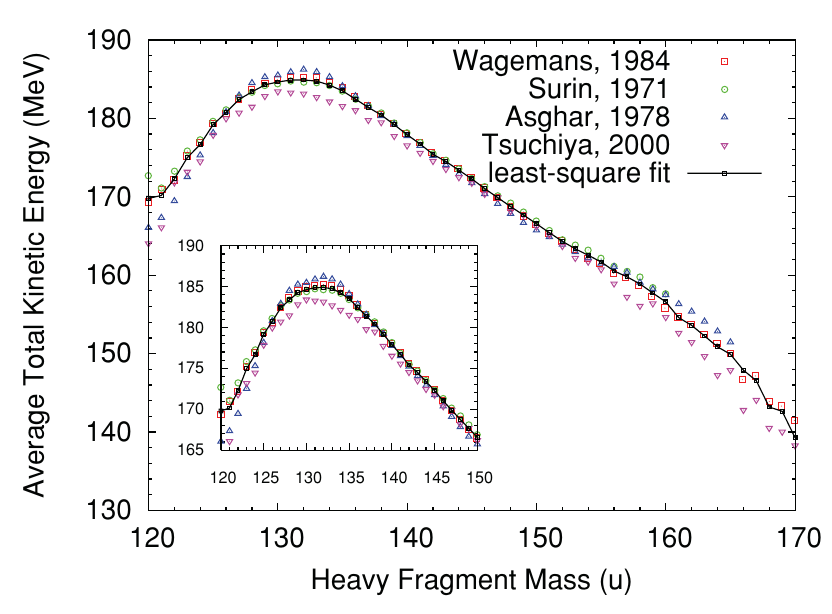 Average Total Kinetic Energy (MeV)
190
180
170
160
150
140
130
Wagemans, 1984
Surin, 1971
Asghar, 1978
Tsuchiya, 2000
least-square fit
190
185
180
175
170
165
120 125 130 135 140 145 150
120 130 140 150 160 170
Heavy Fragment Mass (u)